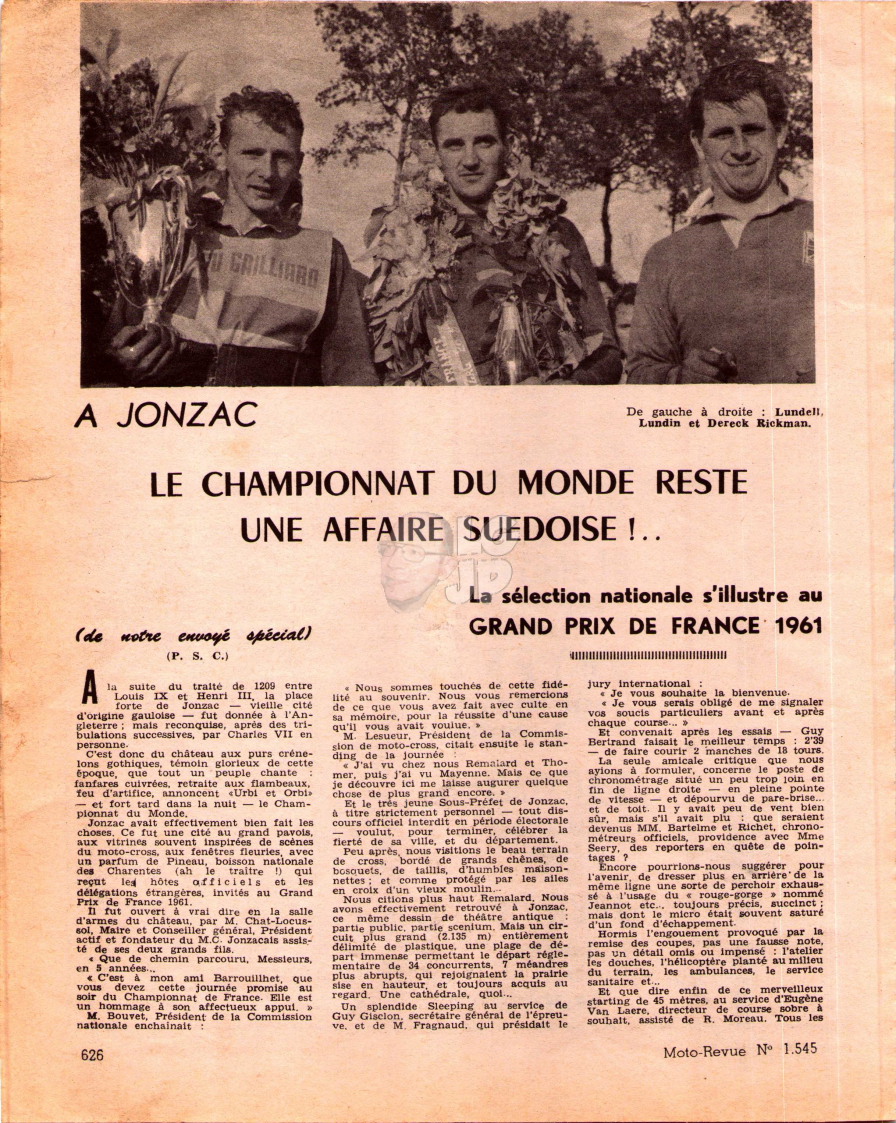 GAILLIARD
A JONZAC
De gauche à droite : Lundell,
Lundin et Dereck Rickman.
LE CHAMPIONNAT DU MONDE RESTE
UNE AFFAIRE SUEDOISE !..
JP
La sélection nationale s'illustre au
GRAND PRIX DE FRANCE 1961
(de notre envoyé spécial)
(P. S. C.)
A la suite du traité de 1209 entre
Louis IX et Henri III, la place
forte de Jonzac — vieille cité
d'origine gauloise — fut donnée à l'An-
gleterre ; mais reconquise, après des tri-
bulations successives, par Charles VII en
personne.
C'est donc du château aux purs créne-
lons gothiques, témoin glorieux de cette
époque, que tout un peuple chante :
fanfares cuivrées, retraite aux flambeaux,
feu d'artifice, annoncent «Urbi et Orbi»
— et fort tard dans la nuit — le Cham-
pionnat du Monde.
Jonzac avait effectivement bien fait les
choses. Ce fut une cité au grand pavois,
aux vitrines souvent inspirées de scènes
du moto-cross, aux fenêtres fleuries, avec
un parfum de Pineau, boisson nationale
des Charentes (ah le traître !) qui
reçut les hôtes officiels et les
délégations étrangères, invités au Grand
Prix de France 1961.
Il fut ouvert à vrai dire en la salle
d'armes du château, par M. Chat-Locus-
sol, Maire et Conseiller général, Président
actif et fondateur du M.C. Jonzacais assis-
té de ses deux grands fils.
« Que de chemin parcouru, Messieurs,
en 5 années...
« C'est à mon ami Barrouilhet que
vous devez cette journée promise au
soir du Championnat de France. Elle est
un hommage à son affectueux appui. »
M. Bouvet, Président de la Commission
nationale enchaînait :
« Nous sommes touchés de cette fidé-
lité au souvenir. Nous vous remercions
de ce que vous avez fait avec culte en
sa mémoire, pour la réussite d'une cause
qu'il vous avait voulue. »
M. Lesueur, Président de la Commis-
sion de moto-cross, citait ensuite le stan-
ding de la journée :
« J'ai vu chez nous Remalard et Tho-
mer, puis j'ai vu Mayenne. Mais ce que
je découvre ici me laisse augurer quelque
chose de plus grand encore. »
Et le très jeune Sous-Préfet de Jonzac,
à titre strictement personnel — tout dis-
cours officiel interdit en période électorale
— voulut, pour terminer, célébrer la
fierté de sa ville, et du département.
Peu après, nous visitions le beau terrain
de cross, bordé de grands chênes, de
bosquets, de taillis, d'humbles maison-
nettes ; et comme protégé par les ailes
en croix d'un vieux moulin...
Nous citions plus haut Remalard. Nous
avons effectivement retrouvé à Jonzac,
ce même dessin de théâtre antique :
partie public, partie scenium. Mais un cir-
cuit plus grand (2.135 m) entièrement
délimité de plastique, une plage de dé-
part immense permettant le départ régle-
mentaire de 34 concurrents, 7 méandres
plus abrupts, qui rejoignaient la prairie
sise en hauteur, et toujours acquis au
regard. Une cathédrale, quoi...
Un splendide Sleeping au service de
Guy Giscion, secrétaire général de l'épreu-
ve, et de M. Fragnaud, qui présidait le
jury international :
« Je vous souhaite la bienvenue.
« Je vous serais obligé de me signaler
vos soucis particuliers avant et après
chaque course... »
Et convenait après les essais — Guy
Bertrand faisait le meilleur temps : 2'39
— de faire courir 2 manches de 18 tours.
La seule amicale critique que nous
ayions à formuler, concerne le poste de
chronométrage situé un peu trop loin en
fin de ligne droite — en pleine pointe
de vitesse — et dépourvu de pare-brise...
et de toit. Il y avait peu de vent bien
sûr, mais s'il avait plu : que seraient
devenus MM. Bartelme et Richet, chrono-
métreurs officiels, providence avec Mme
Seery, des reporters en quête de poin-
tages ?
Encore pourrions-nous suggérer pour
l'avenir, de dresser plus en arrière de la
même ligne une sorte de perchoir exhaus-
sé à l'usage du « rouge-gorge » nommé
Jeannot etc., toujours précis, succinct ;
mais dont le micro était souvent saturé
d'un fond d'échappement.
Hormis l'engouement provoqué par la
remise des coupes, pas une fausse note,
pas un détail omis ou impensé : l'atelier
les douches, l'hélicoptère planté au milieu
du terrain, les ambulances, le service
sanitaire et...
Et que dire enfin de ce merveilleux
starting de 45 mètres, au service d'Eugène
Van Laere, directeur de course sobre à
souhait, assisté de R. Moreau. Tous les
626
Moto-Revue Nº 1.545